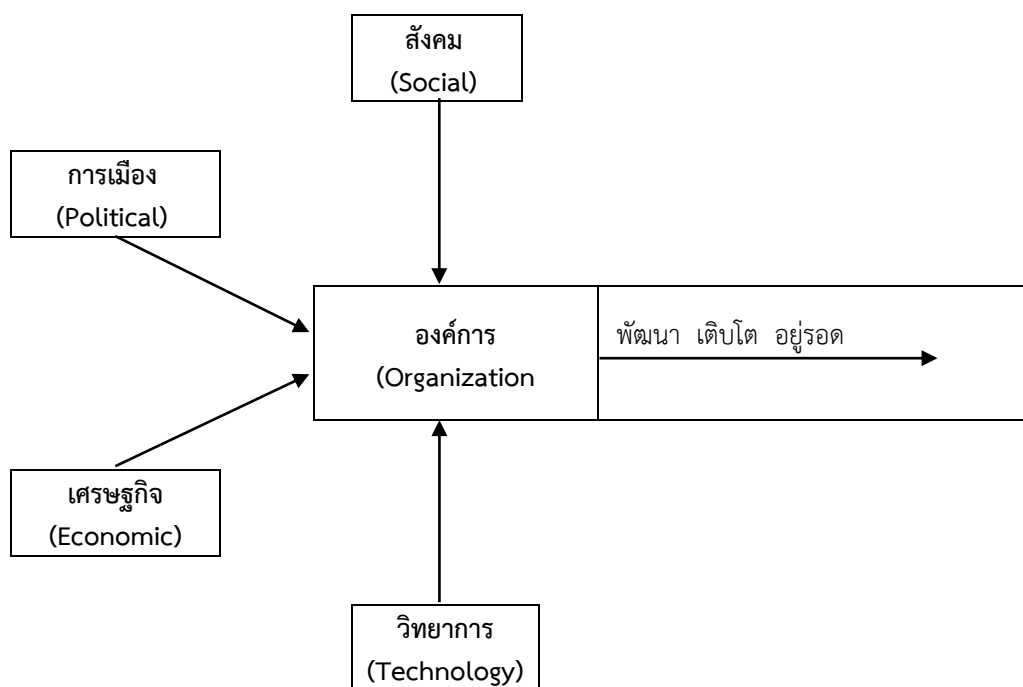 สังคม
(Social)
การเมือง
(Political)
องค์การ
(Organization
พัฒนา เติบโต อยู่รอด
เศรษฐกิจ
(Economic)
วิทยาการ
(Technology)